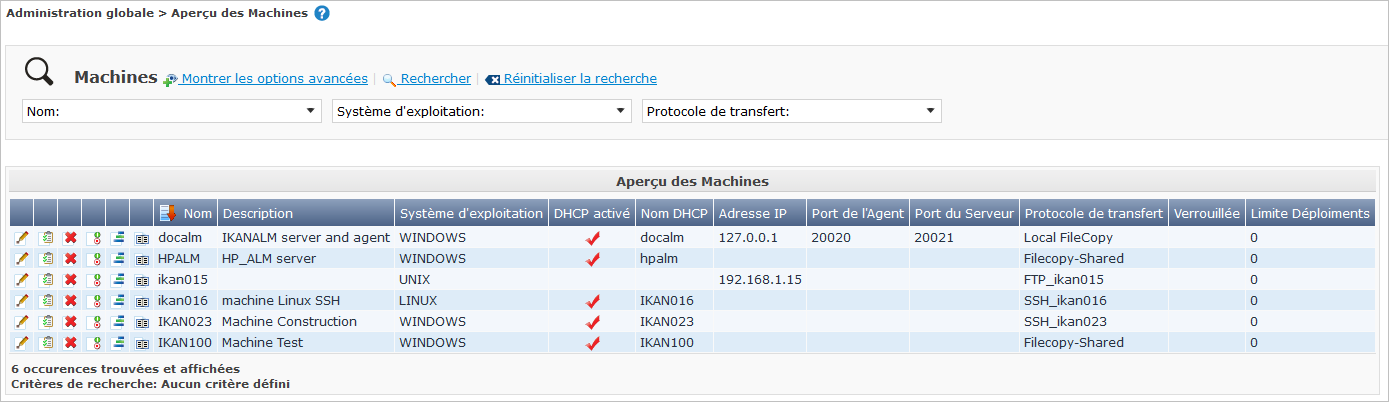 Administration globale > Aperçu des Machines ?
Machines Montrer les options avancées | Rechercher | Réinitialiser la recherche
Nom: Système d'exploitation: Protocole de transfert:
Aperçu des Machines
Nom Description Système d'exploitation DHCP activé Nom DHCP Adresse IP Port de l'Agent Port du Serveur Protocole de transfert Verrouillée Limite Déploiments
docalm IKANALM server and agent WINDOWS docalm 127.0.0.1 20020 20021 Local FileCopy 0
HPALM HP_ALM server WINDOWS hpalm Filecopy-Shared 0
ikan015 UNIX 192.168.1.15 FTP_ikan015 0
ikan016 machine Linux SSH LINUX IKAN016 SSH_ikan016 0
IKAN023 Machine Construction WINDOWS IKAN023 SSH_ikan023 0
IKAN100 Machine Test WINDOWS IKAN100 Filecopy-Shared 0
6 occurences trouvées et affichées
Critères de recherche: Aucun critère défini